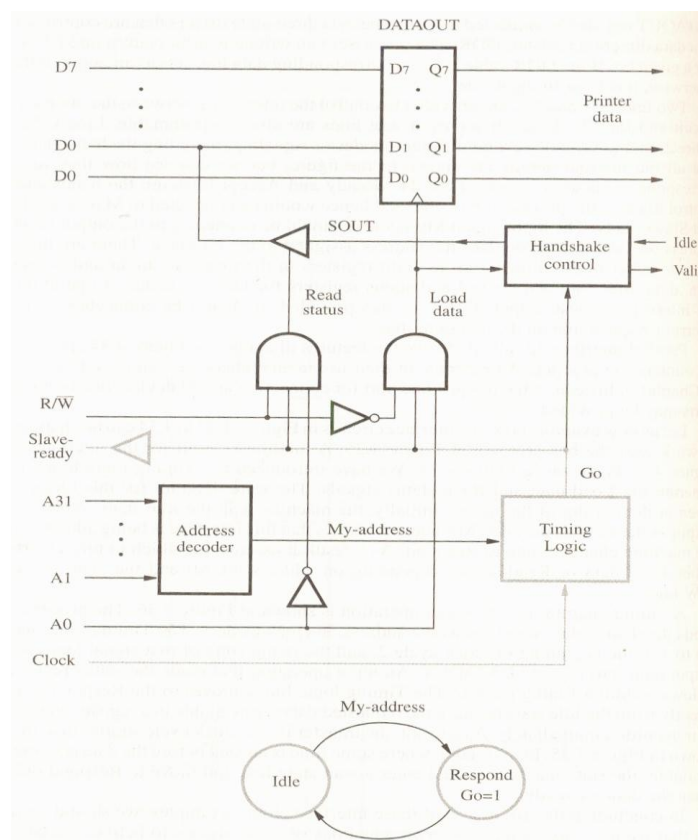 DATAOUT
D7 D7 Q7
Printer
data
D0 D1 Q1
D0 D0 Q0
SOUT
Handshake
control
Idle
Vali
Read
status
Load
data
R/W̅
Slave-
ready
Go
A31
Address
decoder
My-address
Timing
Logic
A1
A0
Clock
My-address
Idle
Respond
Go=1